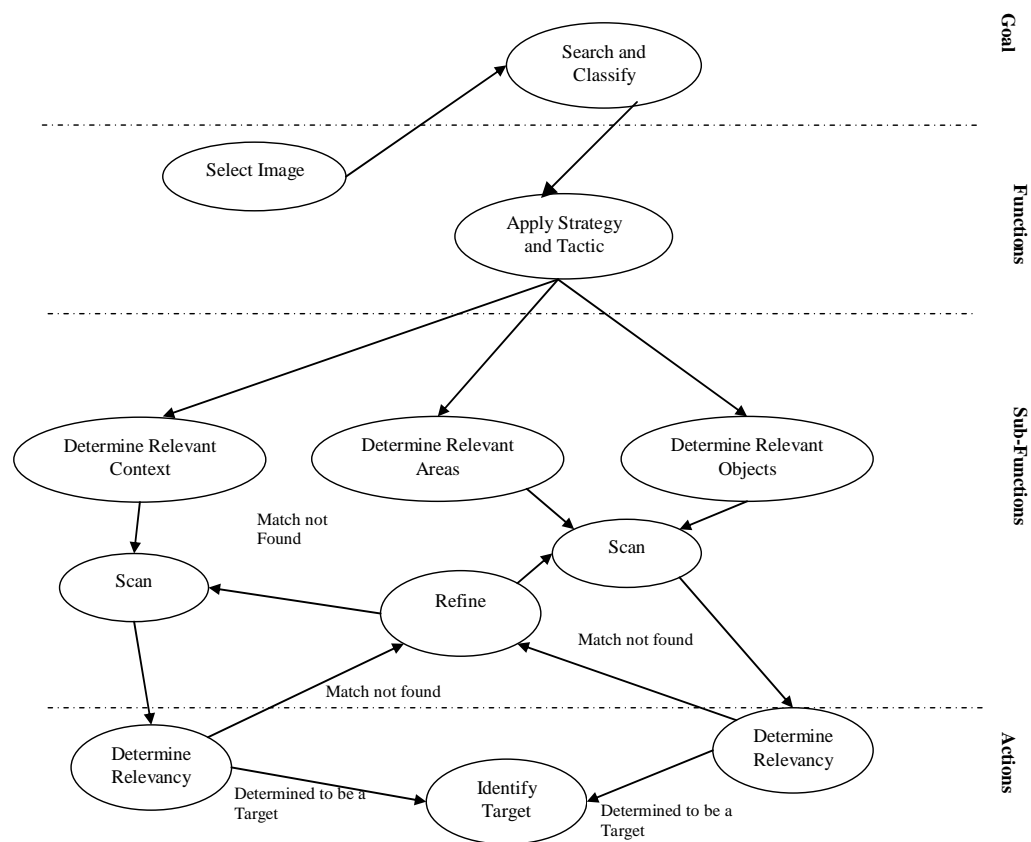 Goal
Search and
Classify
Select Image
Functions
Apply Strategy
and Tactic
Sub-Functions
Determine Relevant
Context
Determine Relevant
Areas
Determine Relevant
Objects
Match not
Found
Scan
Scan
Refine
Match not found
Match not found
Actions
Determine
Relevancy
Determine
Relevancy
Identify
Target
Determined to be a
Target
Determined to be a
Target